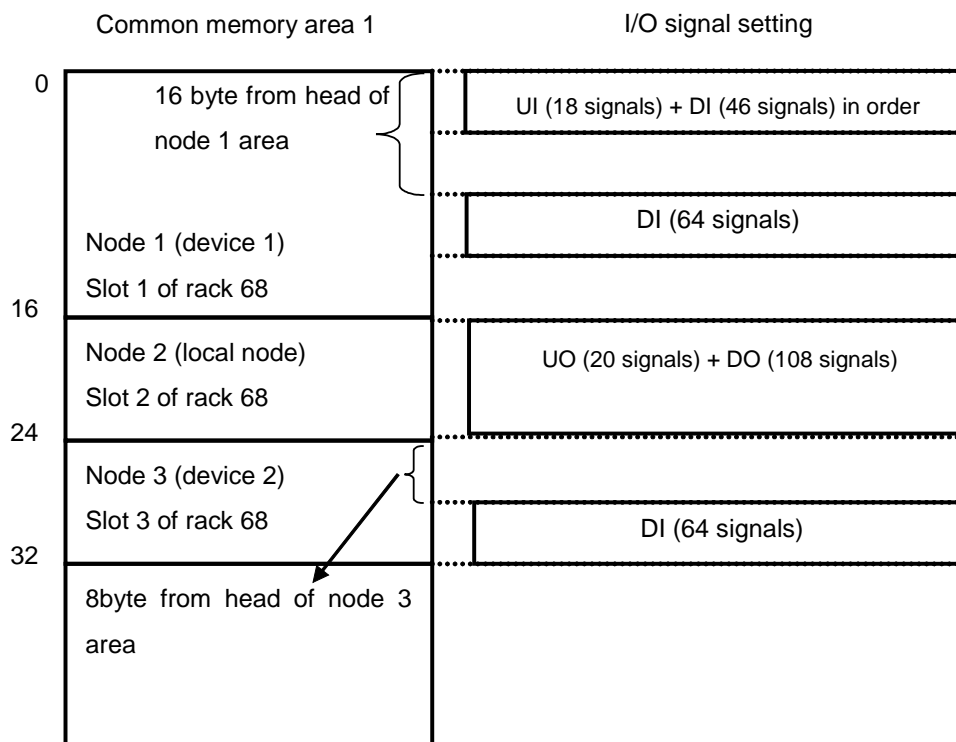 Common memory area 1
I/O signal setting
0
16 byte from head of
node 1 area
UI (18 signals) + DI (46 signals) in order
DI (64 signals)
Node 1 (device 1)
Slot 1 of rack 68
16
Node 2 (local node)
Slot 2 of rack 68
UO (20 signals) + DO (108 signals)
24
Node 3 (device 2)
Slot 3 of rack 68
DI (64 signals)
32
8byte from head of node 3
area